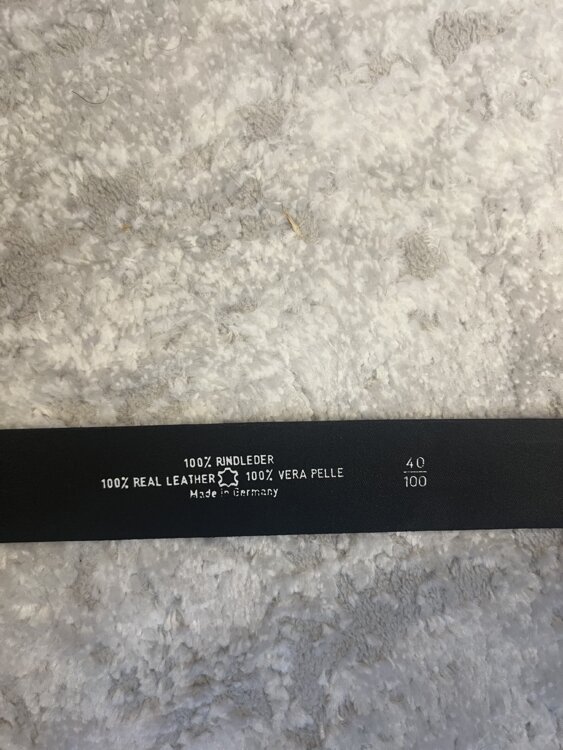 100% RINDLEDER
100% REAL LEATHER 100% VERA PELLE
Made in Germany
40
100